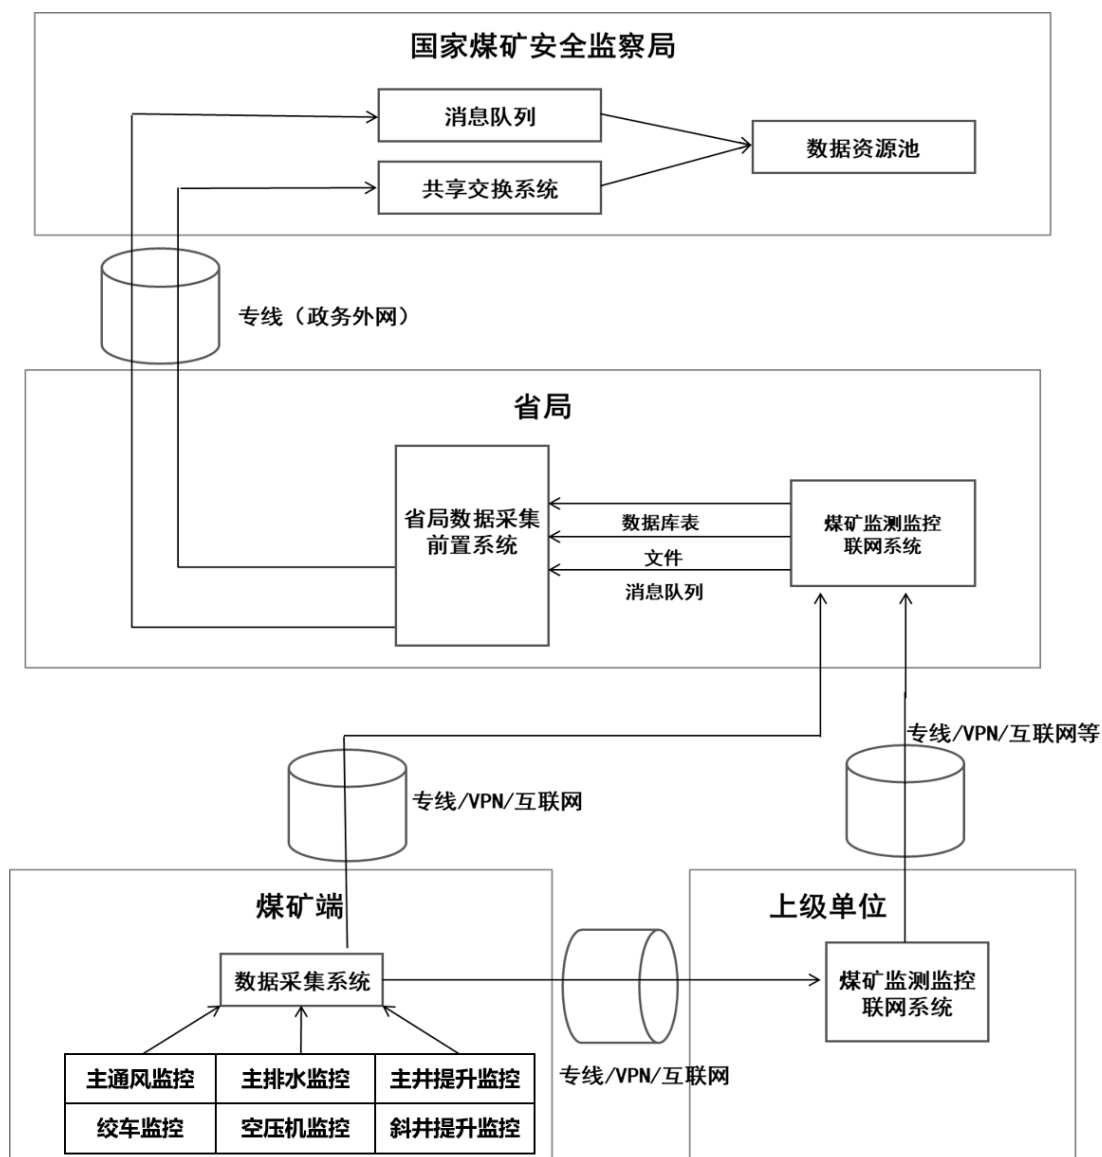 国家煤矿安全监察局
消息队列
共享交换系统
数据资源池
专线（政务外网）
省局
省局数据采集
前置系统
数据库表
文件
消息队列
煤矿监测监控
联网系统
专线/VPN/互联网等
专线/VPN/互联网
煤矿端
数据采集系统
主通风监控
主排水监控
主井提升监控
绞车监控
空压机监控
斜井提升监控
专线/VPN/互联网
上级单位
煤矿监测监控
联网系统